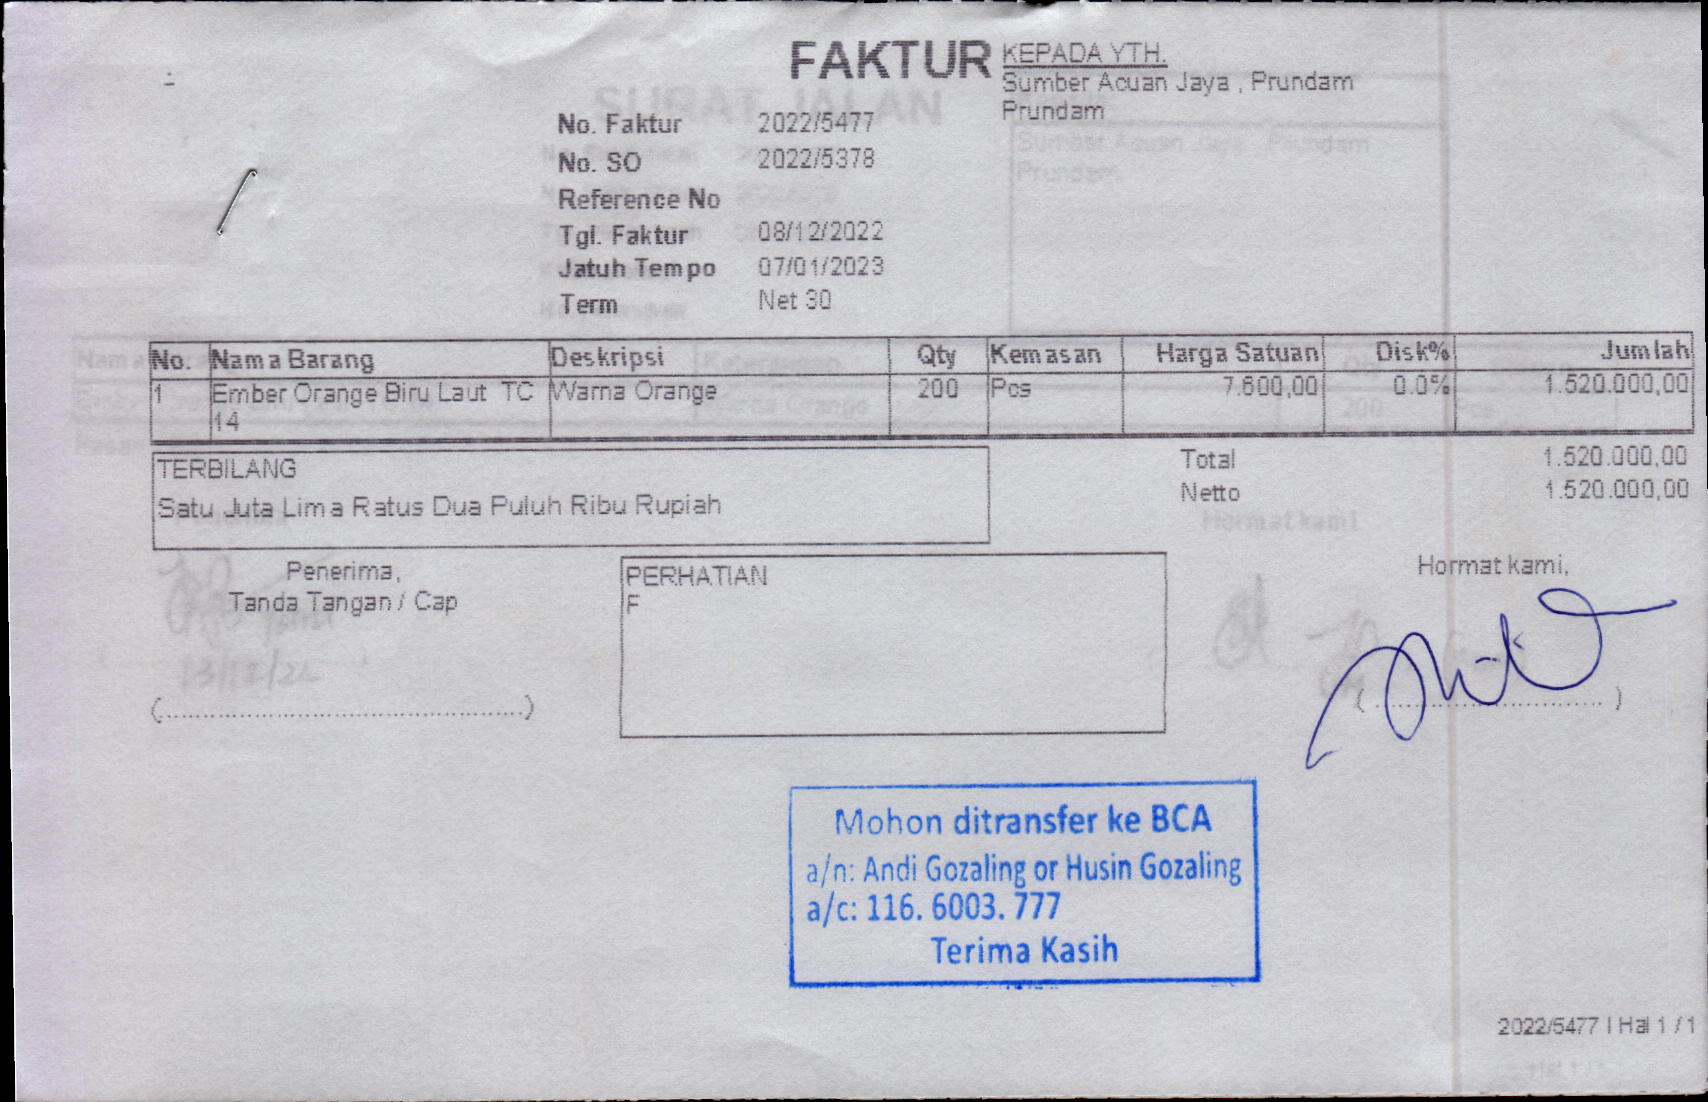 FAKTUR
KEPADA YTH.
Sumber Acuan Jaya , Prundam
Prundam
No. Faktur 2022/5477
No. SO 2022/5378
Reference No
Tgl. Faktur 08/12/2022
Jatuh Tempo 07/01/2023
Term Net 30
No. Nama Barang Deskripsi Qty Kemasan Harga Satuan Disk% Jumlah
1 Ember Orange Biru Laut TC Warna Orange 200 Pcs 7.600,00 0.0% 1.520.000,00
14
TERBILANG
Satu Juta Lima Ratus Dua Puluh Ribu Rupiah
Total 1.520.000,00
Netto 1.520.000,00
Penerima,
Tanda Tangan / Cap
(..............................................)
PERHATIAN
F
Hormat kami,
(..............................)
Mohon ditransfer ke BCA
a/n: Andi Gozaling or Husin Gozaling
a/c: 116. 6003. 777
Terima Kasih
2022/5477 | Hal 1 / 1